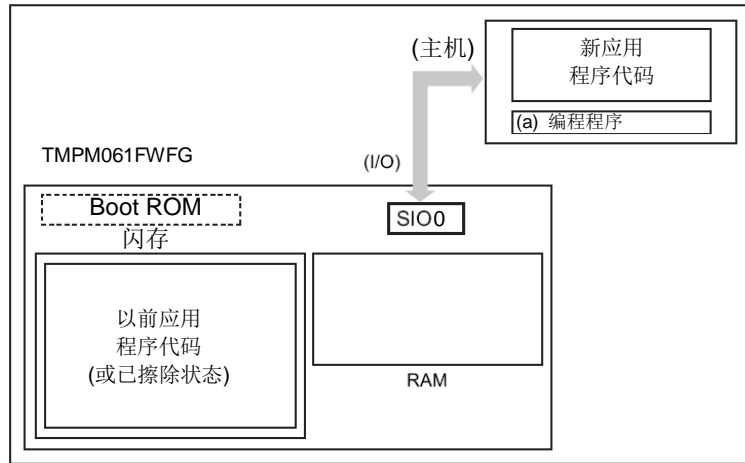 (主机)
新应用
程序代码
(a) 编程程序
TMPM061FWFG
(I/O)
Boot ROM
SIO0
闪存
以前应用
程序代码
(或已擦除状态)
RAM